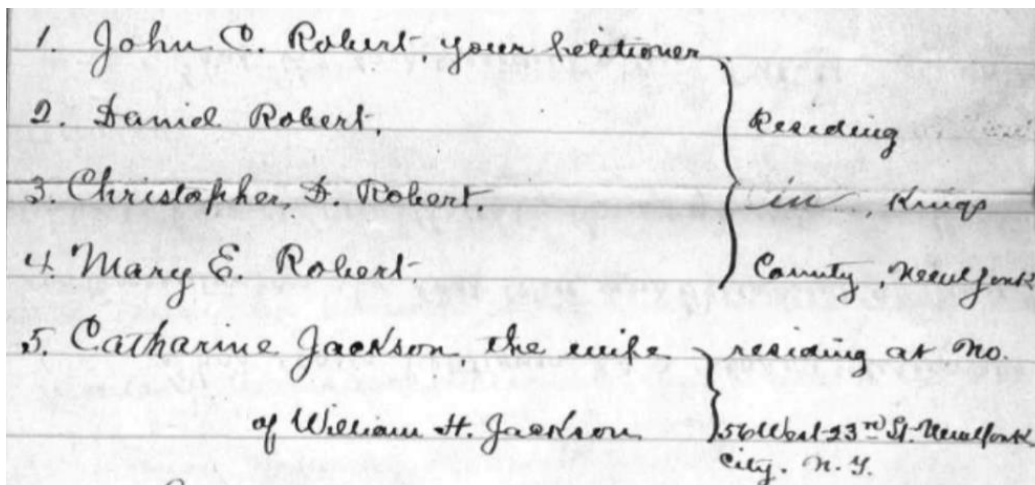 1. John C. Robert, your petitioner
2. Daniel Robert. Residing
3. Christopher D. Robert. in Kings
4. Mary E. Robert. County, New York
5. Catharine Jackson, the wife residing at No.
of William H. Jackson 56 West 23rd St. New York
City. N.Y.